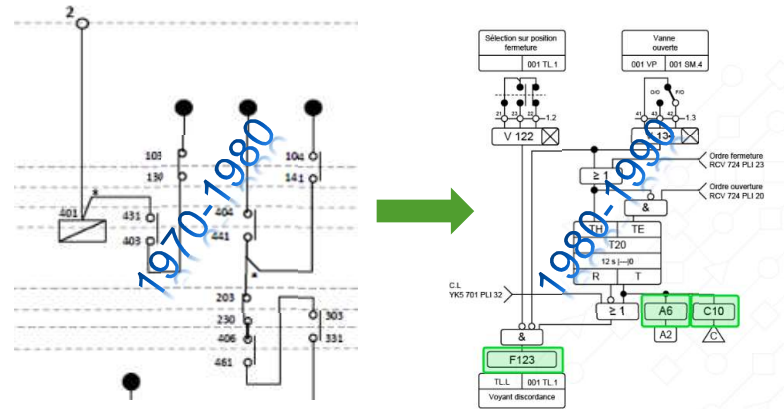 2
103
130
104
141
401
431
403
404
441
203
230
406
461
303
331
1970-1980
Sélection sur position
fermeture
001 TL.1
Vanne
ouverte
001 VP 001 SM.4
O/O F/O
21 23 22 1.2
41 43 42 1.3
V 122
1980-1990
Ordre fermeture
RCV 724 PLI 23
≥ 1
Ordre ouverture
RCV 724 PLI 20
&
TH TE
T20
12 s |—|0
R T
C.L
YK5 701 PLI 32
≥ 1
A6
C10
A2
C
&
F123
TL.L 001 TL.1
Voyant discordance